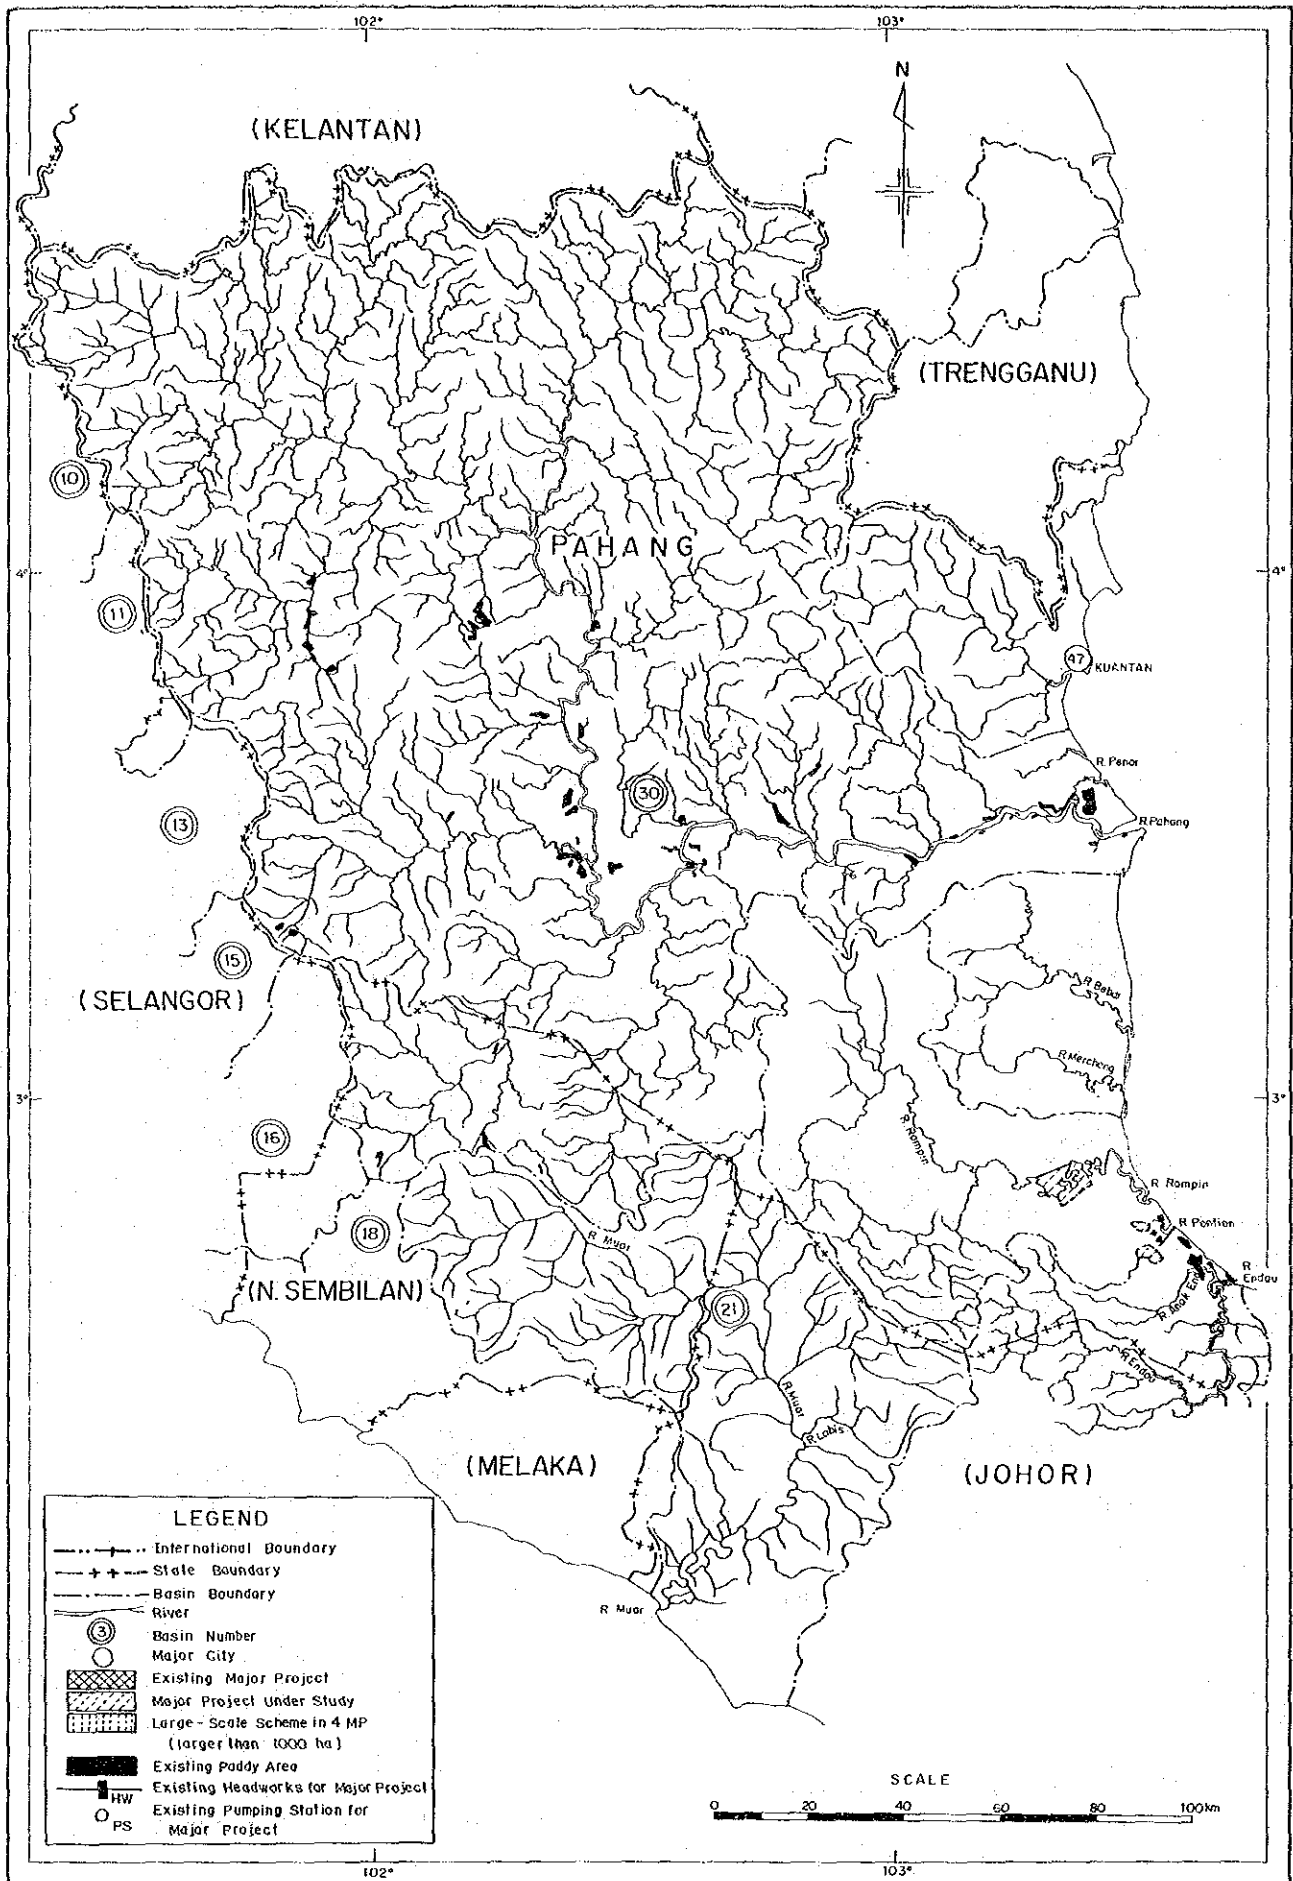 102°
103°
N
(KELANTAN)
(TRENGGANU)
10
PAHANG
4°
4°
11
47
KUANTAN
R. Penor
30
R. Pahang
13
15
(SELANGOR)
R. Bebar
R. Merchong
3°
3°
R. Rompin
16
R. Rompin
18
R. Muar
R. Pontian
R. Endau
(N. SEMBILAN)
21
R. Anak Endau
R. Endau
R. Muar
R. Labis
(MELAKA)
(JOHOR)
R. Muar
LEGEND
International Boundary
State Boundary
Basin Boundary
River
3 Basin Number
Major City
Existing Major Project
Major Project Under Study
Large-Scale Scheme in 4 MP
(larger than 1000 ha)
Existing Paddy Area
HW Existing Headworks for Major Project
PS Existing Pumping Station for
Major Project
SCALE
0 20 40 60 80 100km
102°
103°